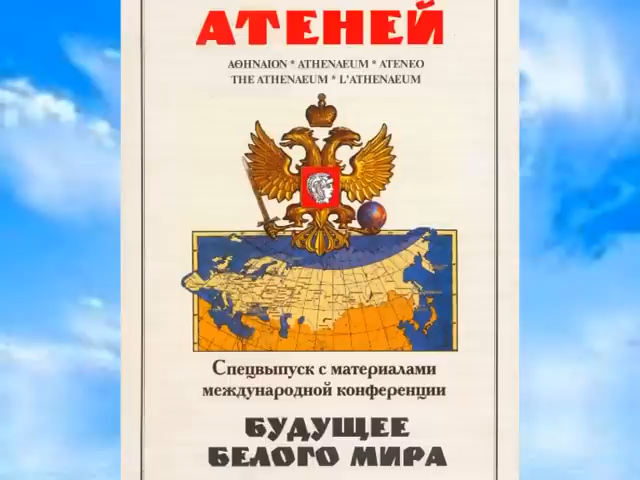 АТЕНЕЙ
ΑΘΗΝΑΙΟΝ * ATHENAEUM * ATENEO
THE ATHENAEUM * L'ATHENAEUM
Спецвыпуск с материалами
международной конференции
БУДУЩЕЕ
БЕЛОГО МИРА